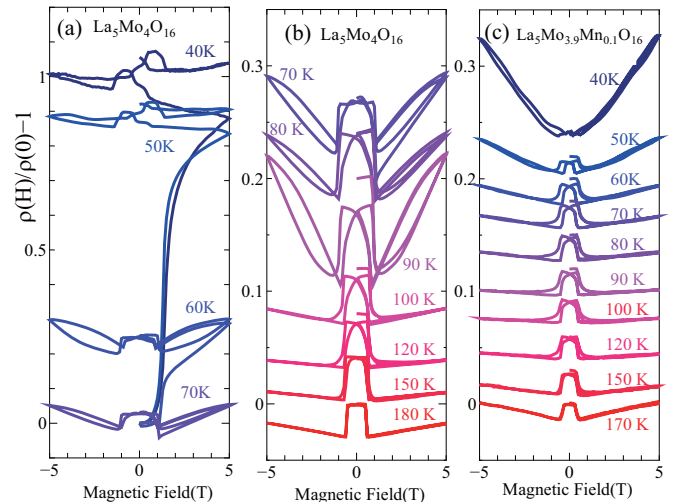 (a) La5Mo4O16
40K
50K
60K
70K
1
0.5
0
ρ(H)/ρ(0)−1
−5 0 5
Magnetic Field(T)
(b) La5Mo4O16
70 K
80 K
90 K
100 K
120 K
150 K
180 K
0.3
0.2
0.1
0
−5 0 5
Magnetic Field(T)
(c) La5Mo3.9Mn0.1O16
40K
50K
60K
70 K
80 K
90 K
100 K
120 K
150 K
170 K
0.3
0.2
0.1
0
−5 0 5
Magnetic Field(T)